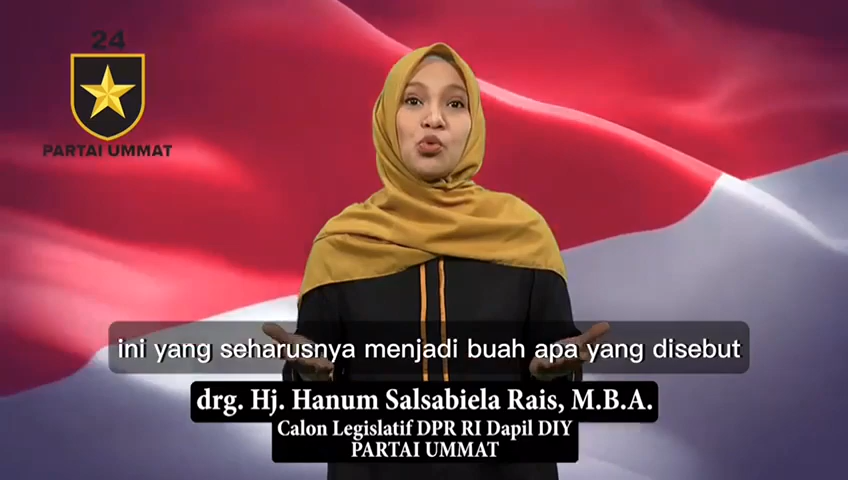 24
PARTAI UMMAT
ini yang seharusnya menjadi buah apa yang disebut
drg. Hj. Hanum Salsabiela Rais, M.B.A.
Calon Legislatif DPR RI Dapil DIY
PARTAI UMMAT